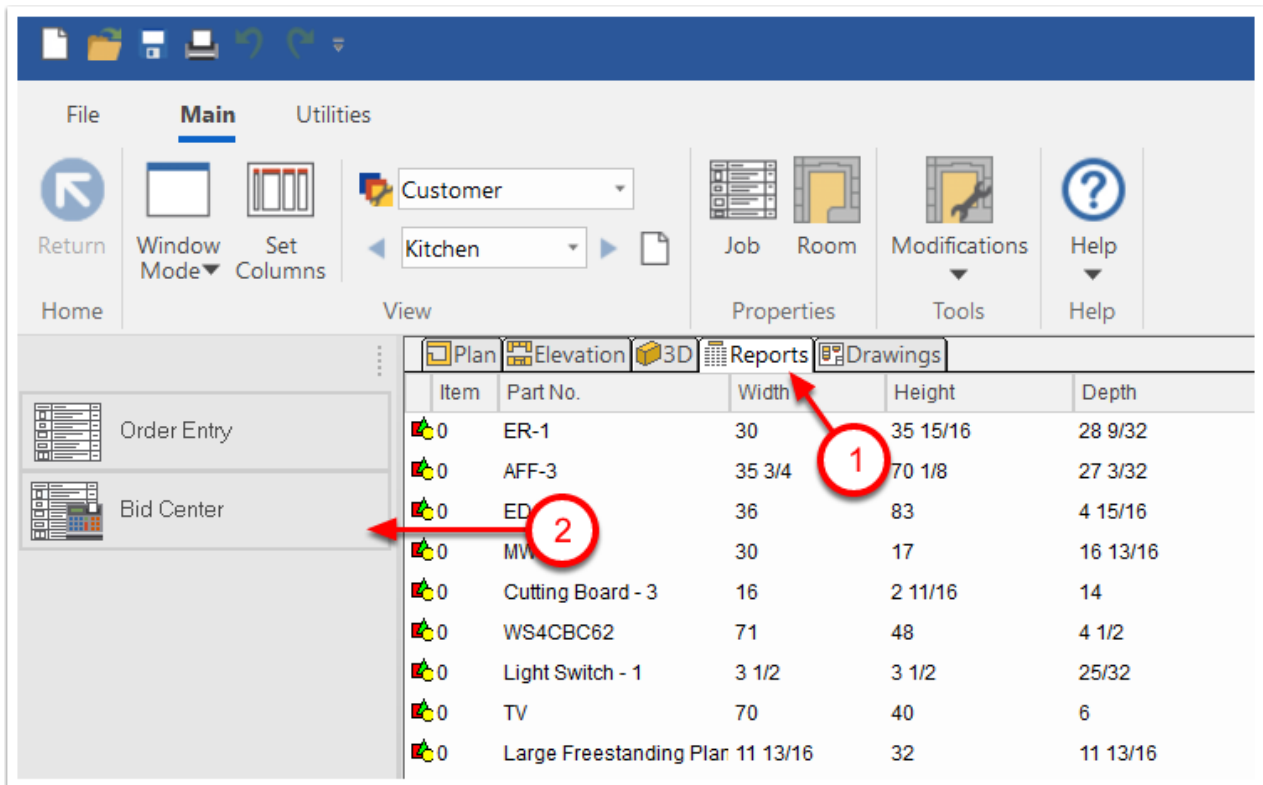 File Main Utilities
Customer
Kitchen
Return Window Mode Set Columns Job Room Modifications Help
Home View Properties Tools Help
Plan Elevation 3D Reports Drawings
Item Part No. Width Height Depth
Order Entry
Bid Center
0 ER-1 30 35 15/16 28 9/32
0 AFF-3 35 3/4 70 1/8 27 3/32
0 ED 36 83 4 15/16
0 MW 30 17 16 13/16
0 Cutting Board - 3 16 2 11/16 14
0 WS4CBC62 71 48 4 1/2
0 Light Switch - 1 3 1/2 3 1/2 25/32
0 TV 70 40 6
0 Large Freestanding Plan 11 13/16 32 11 13/16
1
2